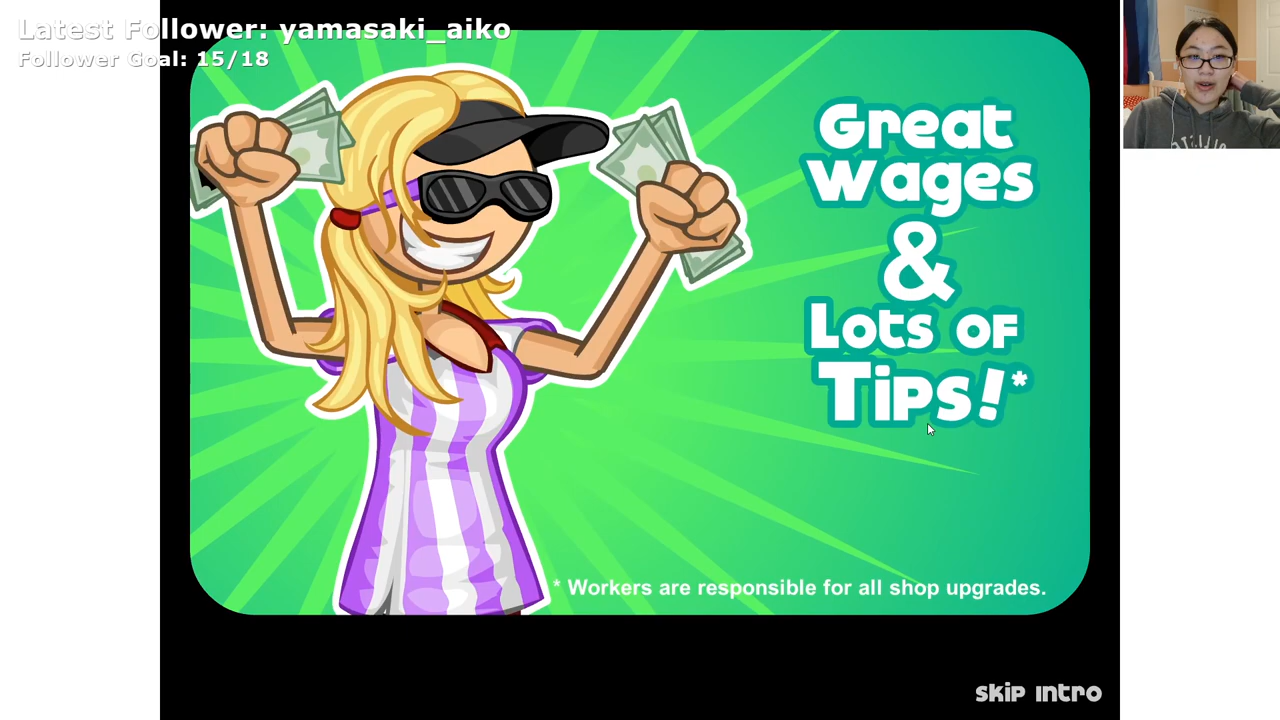 Latest Follower: yamasaki_aiko
Follower Goal: 15/18
Great
Wages
&
Lots of
Tips!*
* Workers are responsible for all shop upgrades.
skip intro